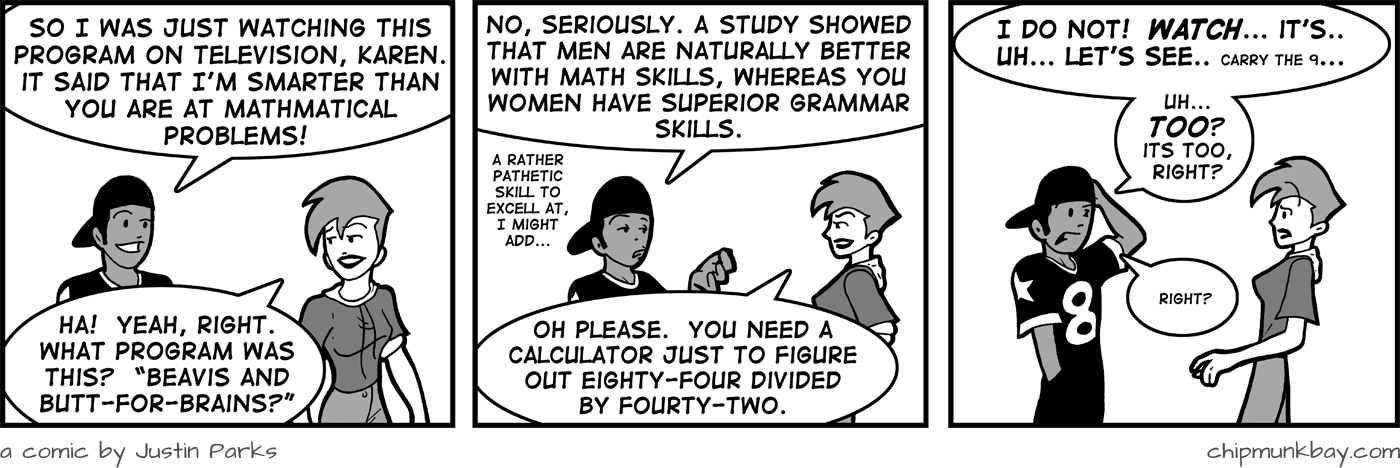 SO I WAS JUST WATCHING THIS
PROGRAM ON TELEVISION, KAREN.
IT SAID THAT I'M SMARTER THAN
YOU ARE AT MATHMATICAL
PROBLEMS!
HA! YEAH, RIGHT.
WHAT PROGRAM WAS
THIS? "BEAVIS AND
BUTT-FOR-BRAINS?"
NO, SERIOUSLY. A STUDY SHOWED
THAT MEN ARE NATURALLY BETTER
WITH MATH SKILLS, WHEREAS YOU
WOMEN HAVE SUPERIOR GRAMMAR
SKILLS.
A RATHER
PATHETIC
SKILL TO
EXCELL AT,
I MIGHT
ADD...
OH PLEASE. YOU NEED A
CALCULATOR JUST TO FIGURE
OUT EIGHTY-FOUR DIVIDED
BY FOURTY-TWO.
I DO NOT! WATCH... IT'S..
UH... LET'S SEE.. CARRY THE 9...
UH...
TOO?
ITS TOO,
RIGHT?
RIGHT?
8
a comic by Justin Parks
chipmunkbay.com